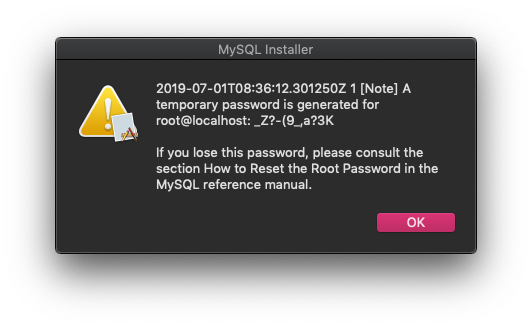 MySQL Installer
2019-07-01T08:36:12.301250Z 1 [Note] A
temporary password is generated for
root@localhost: _Z?-(9_,a?3K
If you lose this password, please consult the
section How to Reset the Root Password in the
MySQL reference manual.
OK